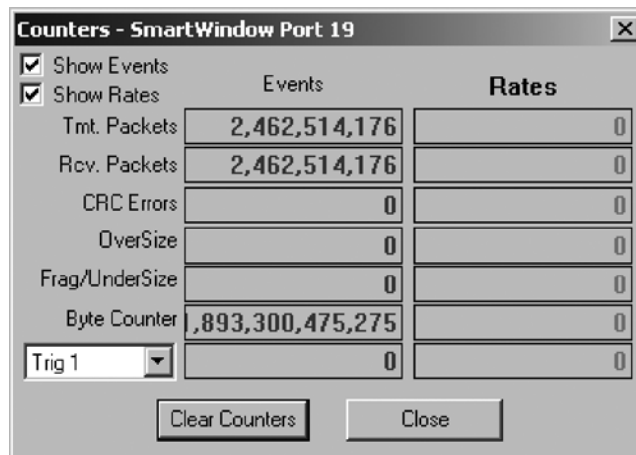 Counters - SmartWindow Port 19
Show Events
Show Rates
Events Rates
Tmt. Packets 2,462,514,176 0
Rcv. Packets 2,462,514,176 0
CRC Errors 0 0
OverSize 0 0
Frag/UnderSize 0 0
Byte Counter ,893,300,475,275 0
Trig 1 0 0
Clear Counters Close